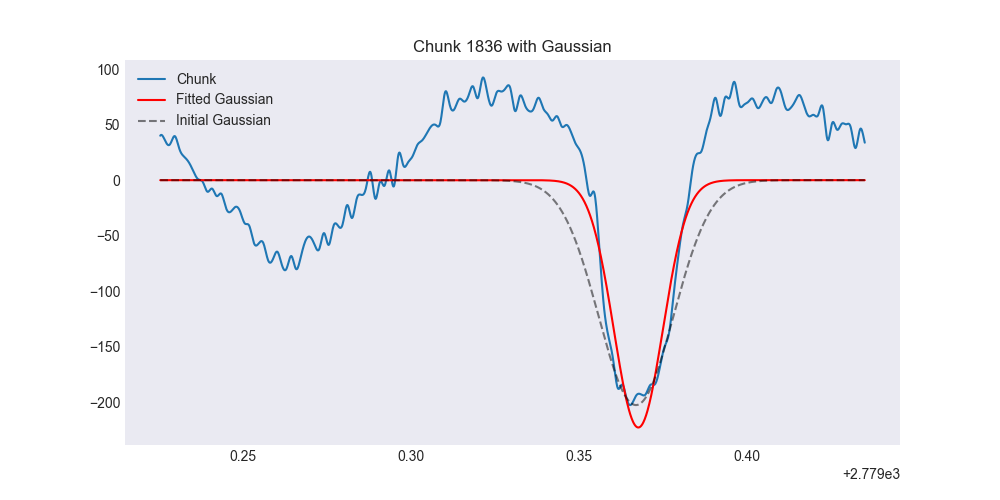 Chunk 1836 with Gaussian
Chunk
Fitted Gaussian
Initial Gaussian
100
50
0
−50
−100
−150
−200
0.25 0.30 0.35 0.40
+2.779e3